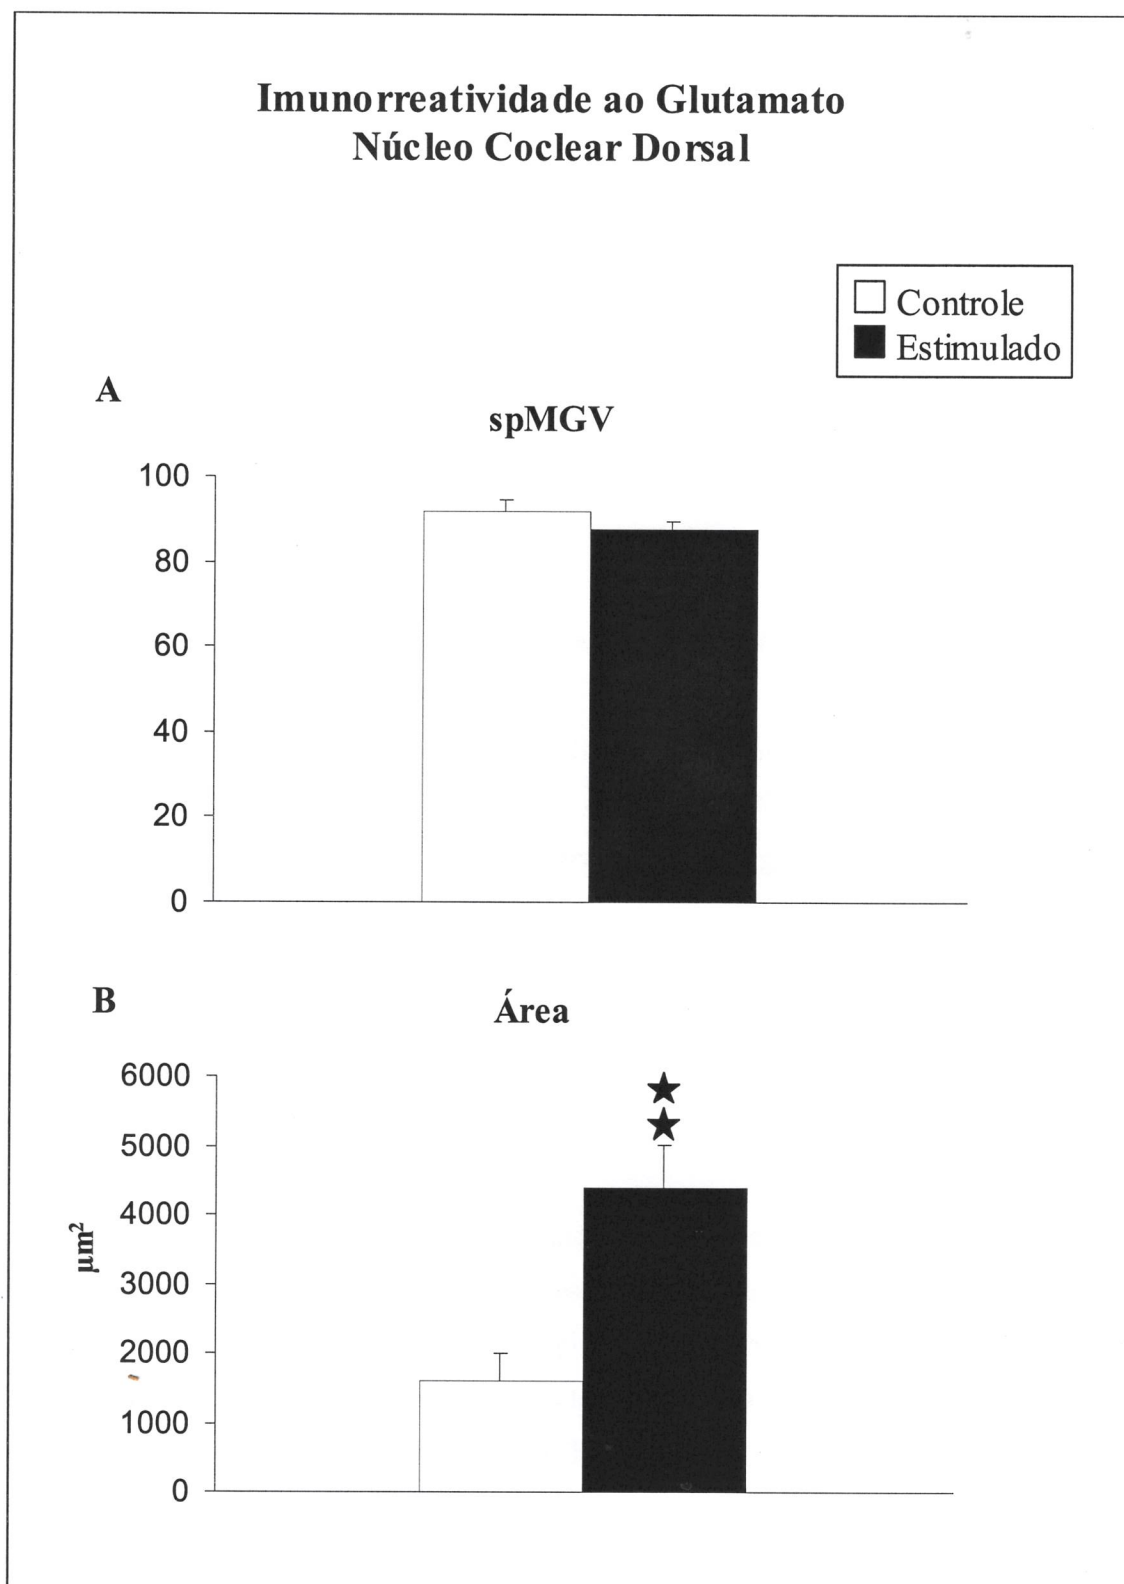 Imunorreatividade ao Glutamato
Núcleo Coclear Dorsal
Controle
Estimulado
A
spMGV
100
80
60
40
20
0
B
Área
6000
5000
4000
3000
2000
1000
0
µm²